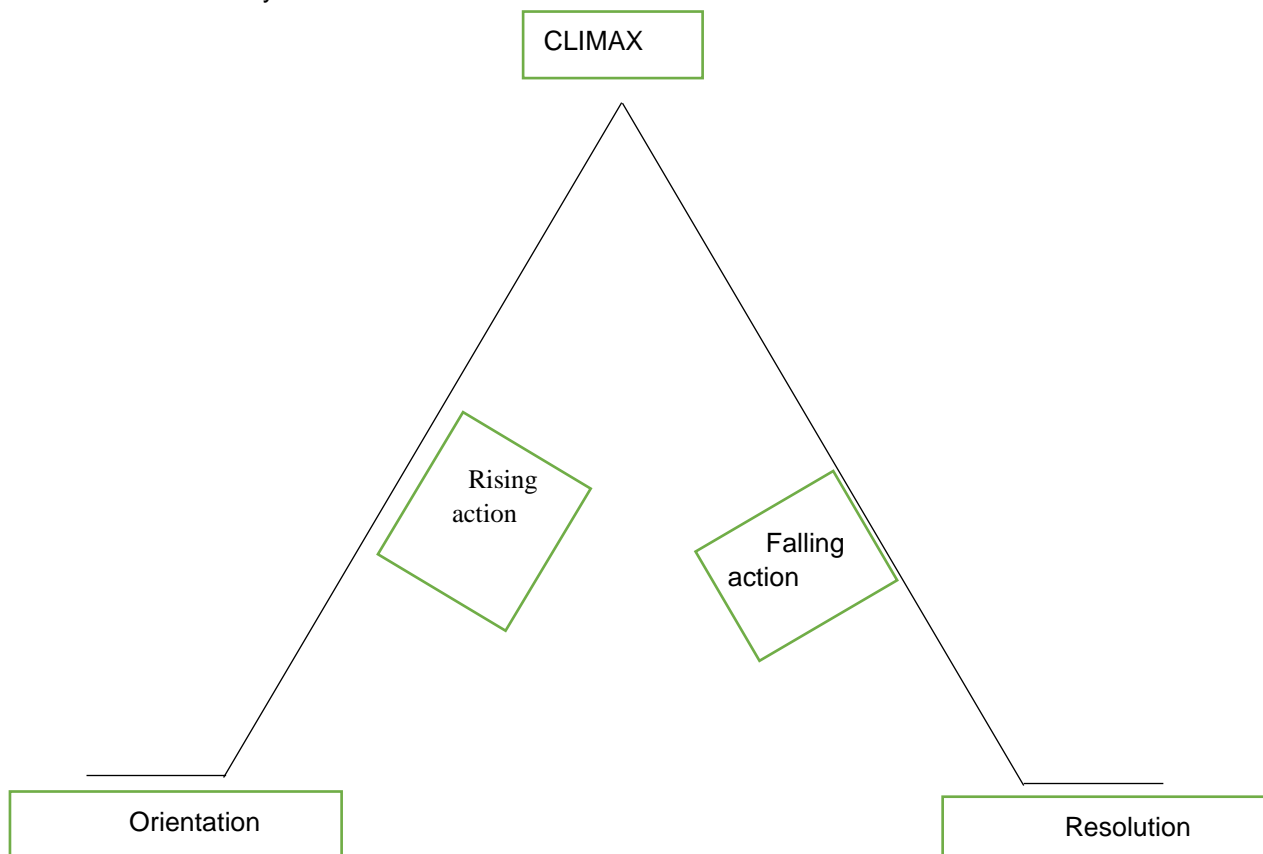 CLIMAX
Rising
action
Falling
action
Orientation
Resolution